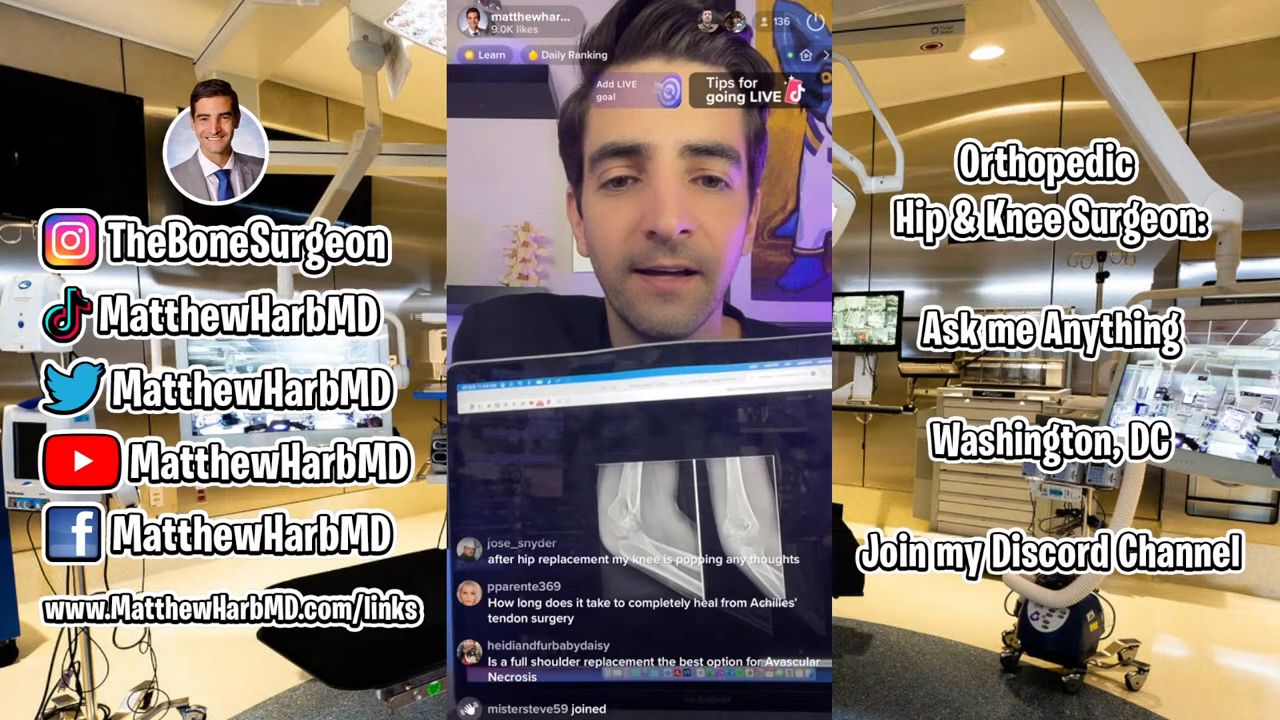 TheBoneSurgeon
MatthewHarbMD
MatthewHarbMD
MatthewHarbMD
MatthewHarbMD
www.MatthewHarbMD.com/links
matthewhar...
9.0K likes
136
Learn
Daily Ranking
Add LIVE
goal
Tips for
going LIVE
jose_snyder
after hip replacement my knee is popping any thoughts
pparente369
How long does it take to completely heal from Achilles'
tendon surgery
heidiandfurbabydaisy
Is a full shoulder replacement the best option for Avascular
Necrosis
mistersteve59 joined
Orthopedic
Hip & Knee Surgeon:
Ask me Anything
Washington, DC
Join my Discord Channel